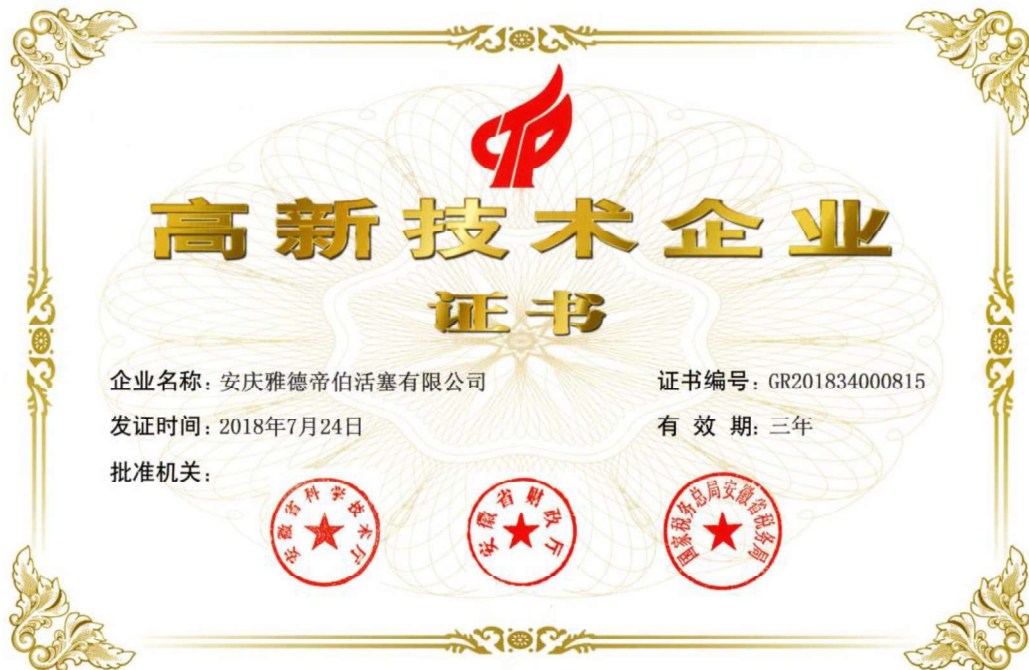 高新技术企业
证书
企业名称：安庆雅德帝伯活塞有限公司
证书编号：GR201834000815
发证时间：2018年7月24日
有 效 期：三年
批准机关：
安徽省科学技术厅
安徽省财政厅
国家税务总局安徽省税务局